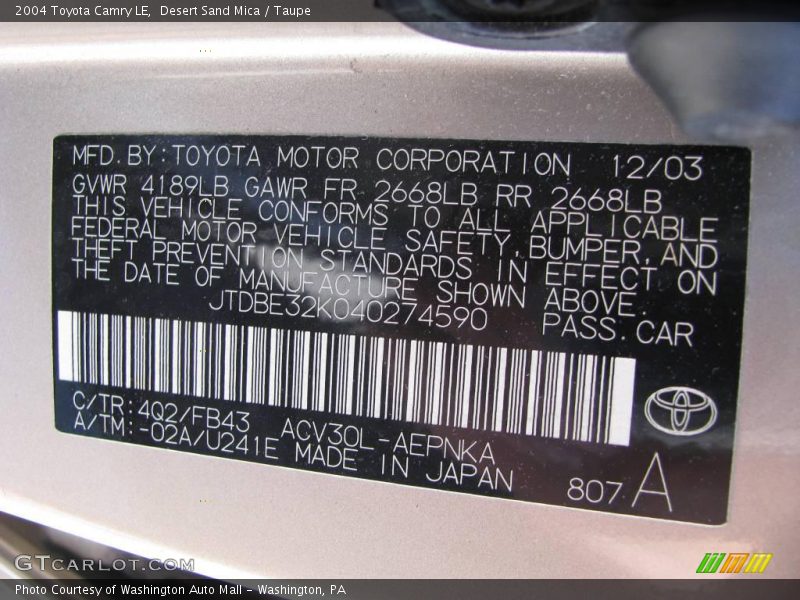 2004 Toyota Camry LE,  Desert Sand Mica / Taupe
MFD. BY: TOYOTA MOTOR CORPORATION 12/03
GVWR 4189LB GAWR FR 2668LB RR 2668LB
THIS VEHICLE CONFORMS TO ALL APPLICABLE
FEDERAL MOTOR VEHICLE SAFETY, BUMPER, AND
THEFT PREVENTION STANDARDS IN EFFECT ON
THE DATE OF MANUFACTURE SHOWN ABOVE.
JTDBE32K040274590 PASS. CAR
C/TR: 4Q2/FB43 ACV30L-AEPNKA
A/TM: -02A/U241E MADE IN JAPAN
807 A
GTCARLOT.COM
Photo Courtesy of Washington Auto Mall - Washington, PA